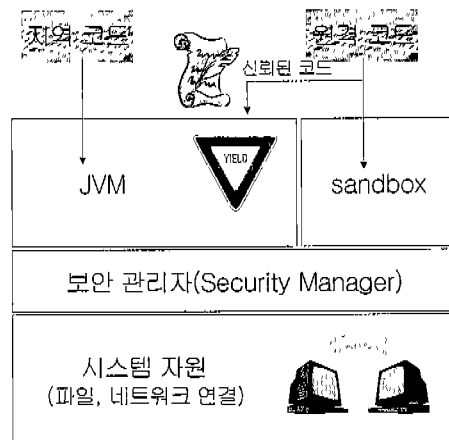 지역 코드
원격 코드
신뢰된 코드
YIELD
JVM
sandbox
보안 관리자(Security Manager)
시스템 자원
(파일, 네트워크 연결)